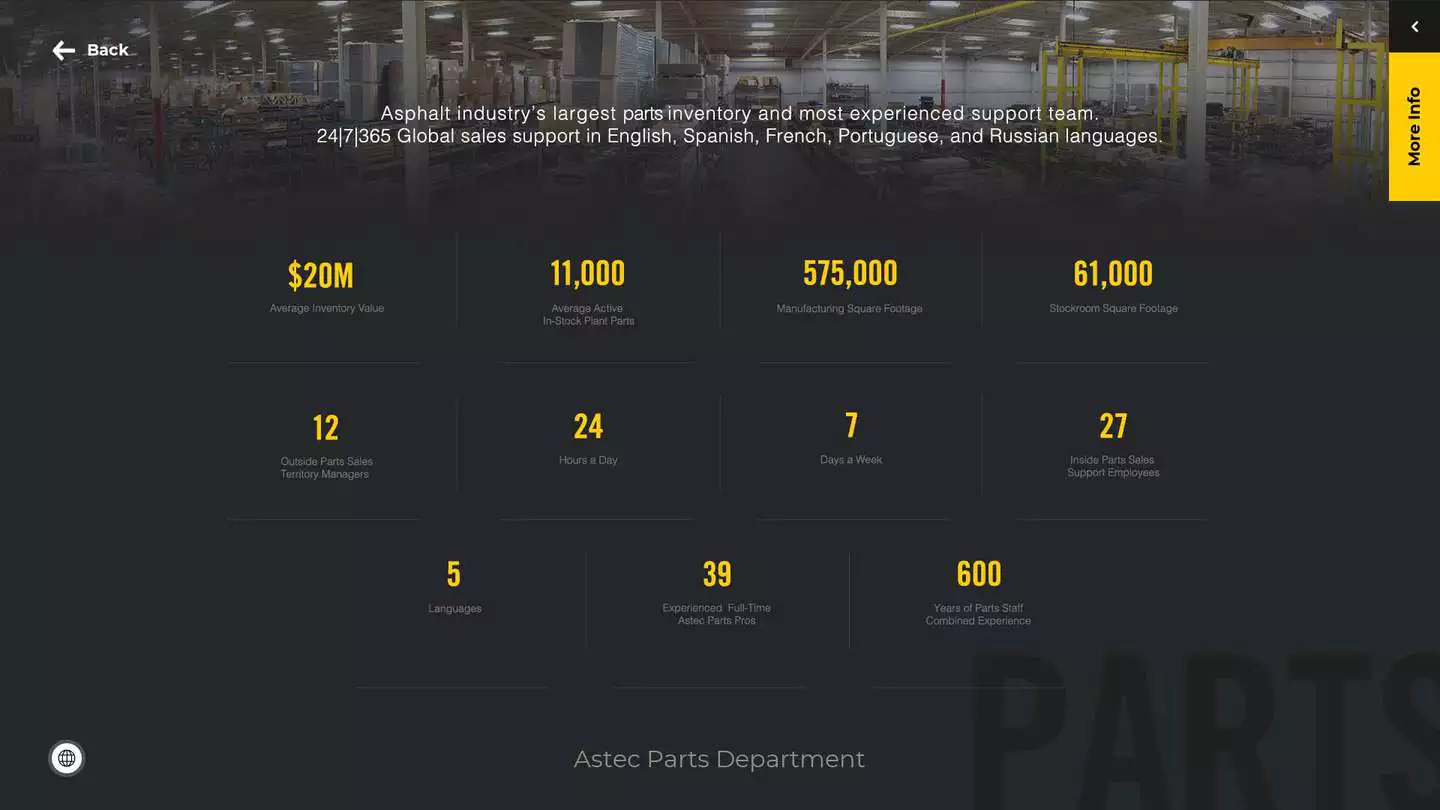 Back
More Info
Asphalt industry's largest parts inventory and most experienced support team.
24|7|365 Global sales support in English, Spanish, French, Portuguese, and Russian languages.
$20M
Average Inventory Value
11,000
Average Active
In-Stock Plant Parts
575,000
Manufacturing Square Footage
61,000
Stockroom Square Footage
12
Outside Parts Sales
Territory Managers
24
Hours a Day
7
Days a Week
27
Inside Parts Sales
Support Employees
5
Languages
39
Experienced Full-Time
Astec Parts Pros
600
Years of Parts Staff
Combined Experience
PARTS
Astec Parts Department